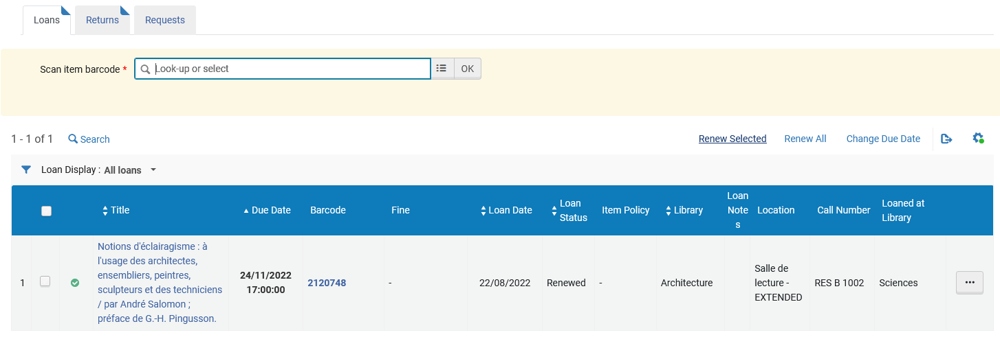 Loans Returns Requests
Scan item barcode * Look-up or select OK
1 - 1 of 1 Search Renew Selected Renew All Change Due Date
Loan Display : All loans
Title Due Date Barcode Fine Loan Date Loan Status Item Policy Library Loan Note s Location Call Number Loaned at Library
1
Notions d'éclairagisme : à
l'usage des architectes,
ensembliers, peintres,
sculpteurs et des techniciens
/ par André Salomon ;
préface de G.-H. Pingusson.
24/11/2022
17:00:00
2120748
-
22/08/2022
Renewed
-
Architecture
Salle de
lecture -
EXTENDED
RES B 1002
Sciences